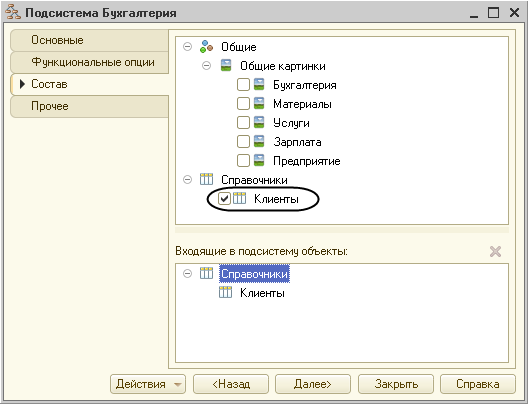 Подсистема Бухгалтерия
Основные
Функциональные опции
Состав
Прочее
Общие
Общие картинки
Бухгалтерия
Материалы
Услуги
Зарплата
Предприятие
Справочники
Клиенты
Входящие в подсистему объекты:
Справочники
Клиенты
Действия
<Назад
Далее>
Закрыть
Справка